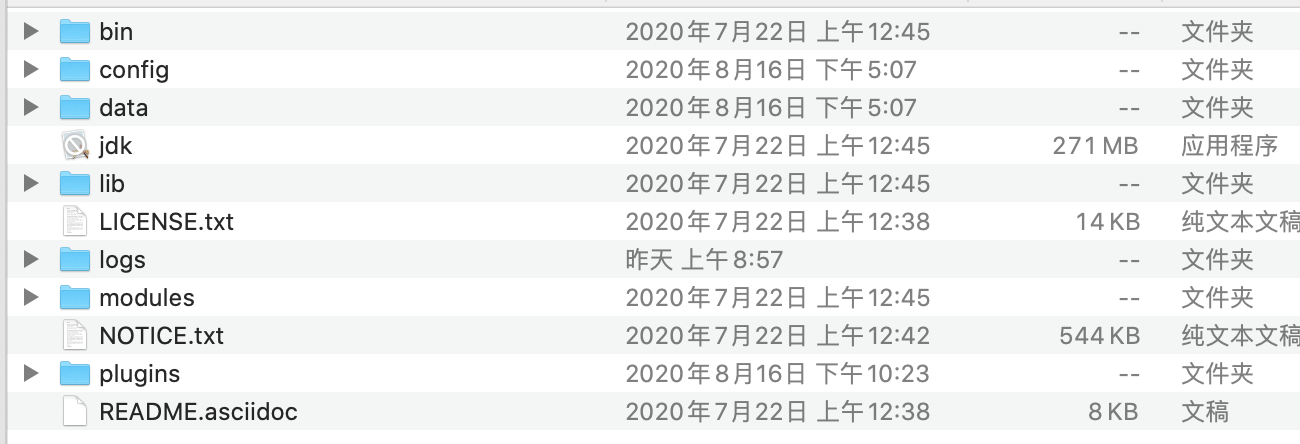 bin 2020年7月22日 上午12:45 -- 文件夹
config 2020年8月16日 下午5:07 -- 文件夹
data 2020年8月16日 下午5:07 -- 文件夹
jdk 2020年7月22日 上午12:45 271 MB 应用程序
lib 2020年7月22日 上午12:45 -- 文件夹
LICENSE.txt 2020年7月22日 上午12:38 14 KB 纯文本文稿
logs 昨天 上午8:57 -- 文件夹
modules 2020年7月22日 上午12:45 -- 文件夹
NOTICE.txt 2020年7月22日 上午12:42 544 KB 纯文本文稿
plugins 2020年8月16日 下午10:23 -- 文件夹
README.asciidoc 2020年7月22日 上午12:38 8 KB 文稿